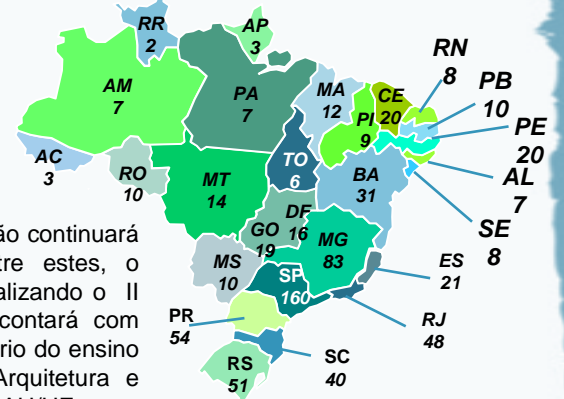 RR
2
AP
3
AM
7
PA
7
MA
12
CE
20
RN
8
PI
9
PB
10
PE
20
AC
3
RO
10
MT
14
TO
6
BA
31
AL
7
SE
8
DF
16
GO
19
MG
83
MS
10
SP
160
ES
21
PR
54
RJ
48
RS
51
SC
40
ão continuará
tre estes, o
alizando o II
contará com
rio do ensino
Arquitetura e